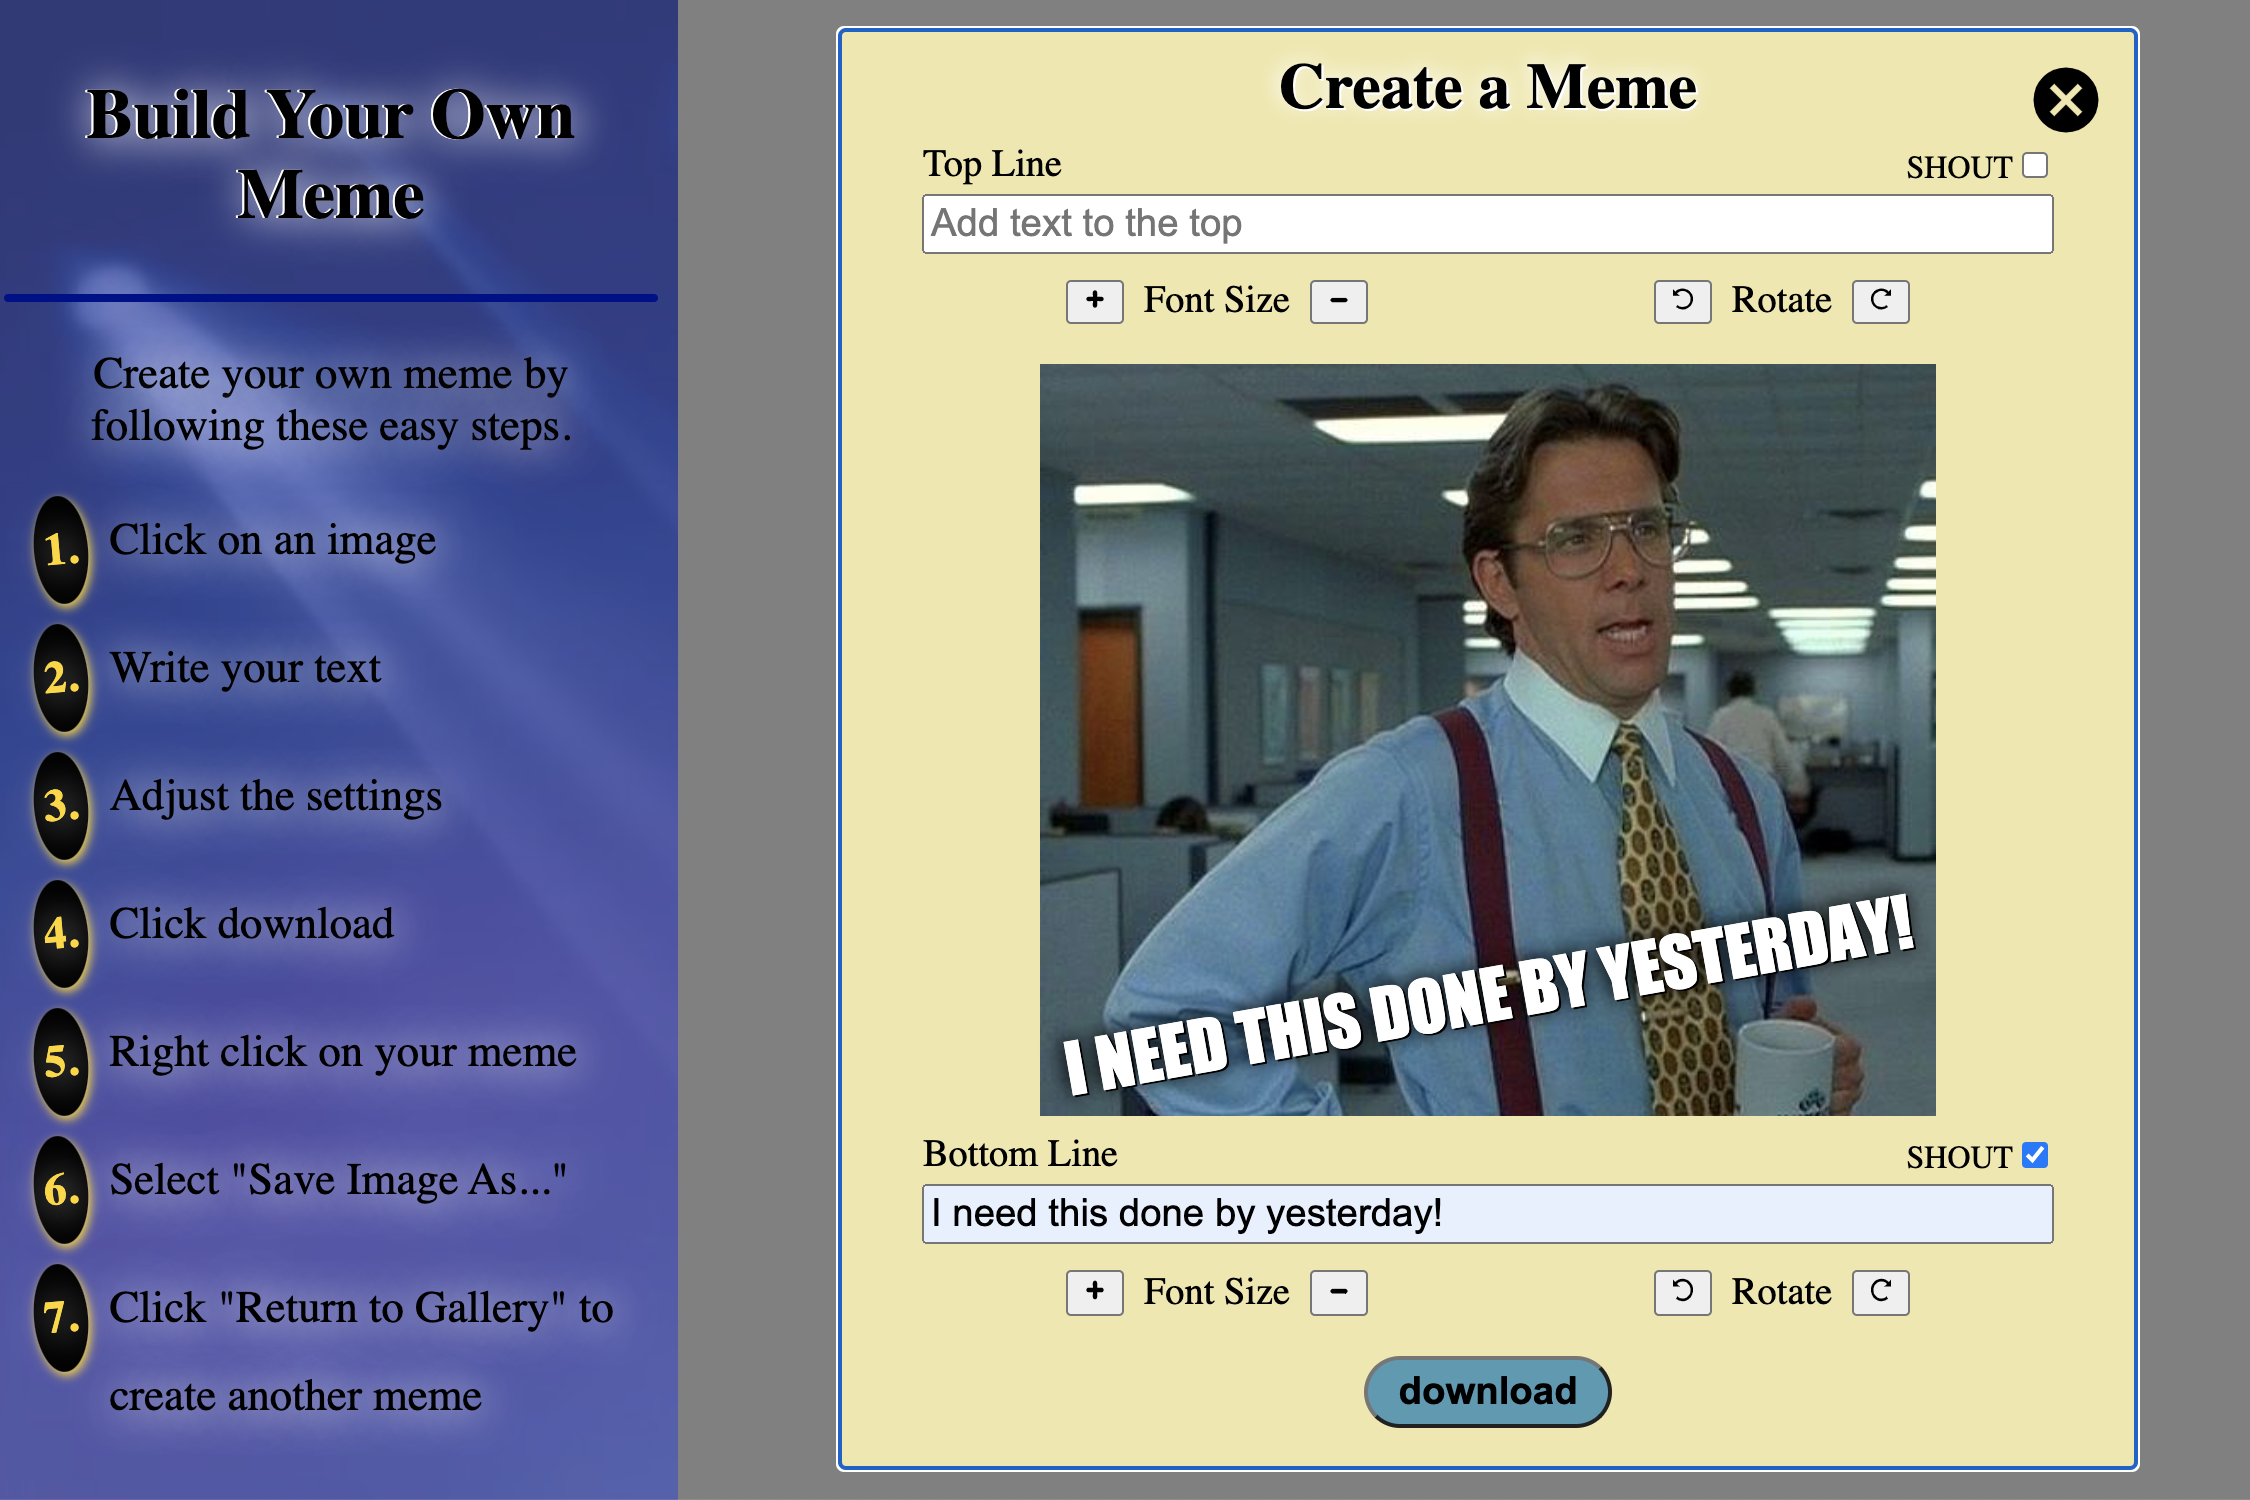 Build Your Own
Meme
Create your own meme by
following these easy steps.
1. Click on an image
2. Write your text
3. Adjust the settings
4. Click download
5. Right click on your meme
6. Select "Save Image As..."
7. Click "Return to Gallery" to
create another meme
Create a Meme
Top Line SHOUT
Add text to the top
+ Font Size - Rotate
I NEED THIS DONE BY YESTERDAY!
Bottom Line SHOUT
I need this done by yesterday!
+ Font Size - Rotate
download